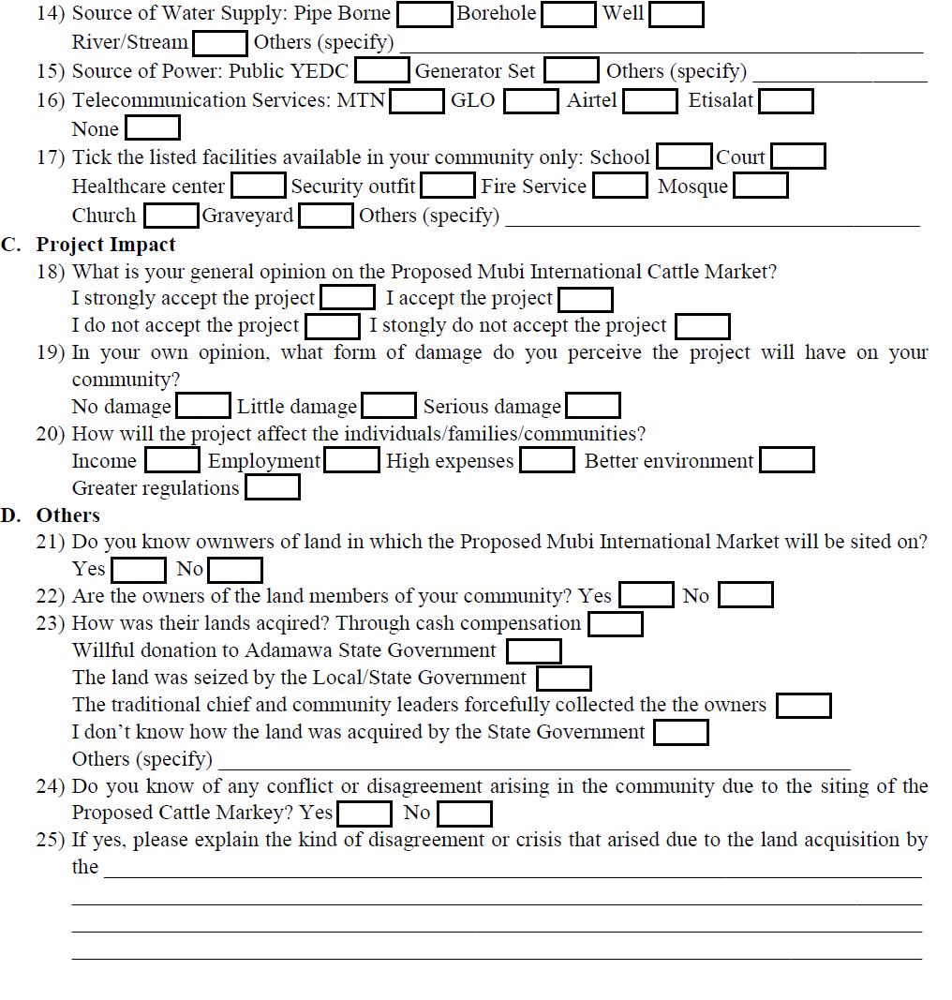 14) Source of Water Supply: Pipe Borne Borehole Well
River/Stream Others (specify)
15) Source of Power: Public YEDC Generator Set Others (specify)
16) Telecommunication Services: MTN GLO Airtel Etisalat
None
17) Tick the listed facilities available in your community only: School Court
Healthcare center Security outfit Fire Service Mosque
Church Graveyard Others (specify)
C. Project Impact
18) What is your general opinion on the Proposed Mubi International Cattle Market?
I strongly accept the project I accept the project
I do not accept the project I stongly do not accept the project
19) In your own opinion, what form of damage do you perceive the project will have on your
community?
No damage Little damage Serious damage
20) How will the project affect the individuals/families/communities?
Income Employment High expenses Better environment
Greater regulations
D. Others
21) Do you know ownwers of land in which the Proposed Mubi International Market will be sited on?
Yes No
22) Are the owners of the land members of your community? Yes No
23) How was their lands acqired? Through cash compensation
Willful donation to Adamawa State Government
The land was seized by the Local/State Government
The traditional chief and community leaders forcefully collected the the owners
I don’t know how the land was acquired by the State Government
Others (specify)
24) Do you know of any conflict or disagreement arising in the community due to the siting of the
Proposed Cattle Markey? Yes No
25) If yes, please explain the kind of disagreement or crisis that arised due to the land acquisition by
the